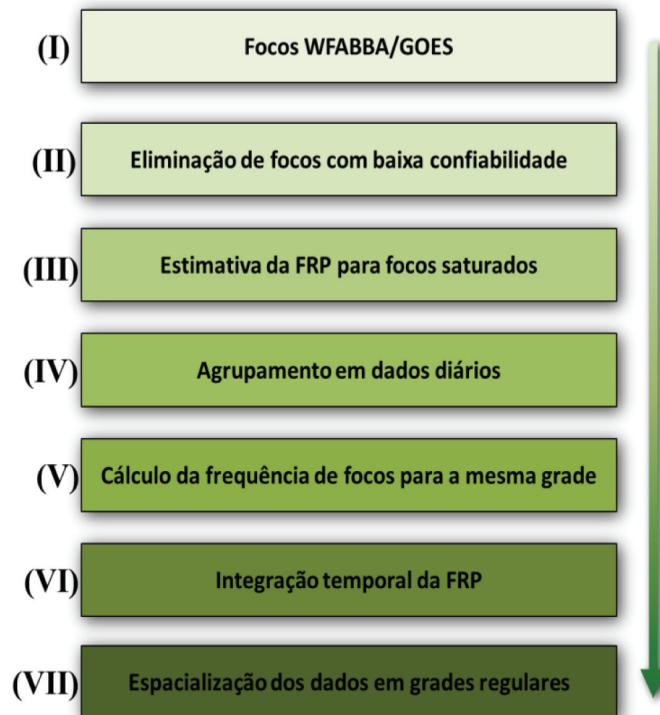 (I) Focos WFABBA/GOES
(II) Eliminação de focos com baixa confiabilidade
(III) Estimativa da FRP para focos saturados
(IV) Agrupamento em dados diários
(V) Cálculo da frequência de focos para a mesma grade
(VI) Integração temporal da FRP
(VII) Espacialização dos dados em grades regulares